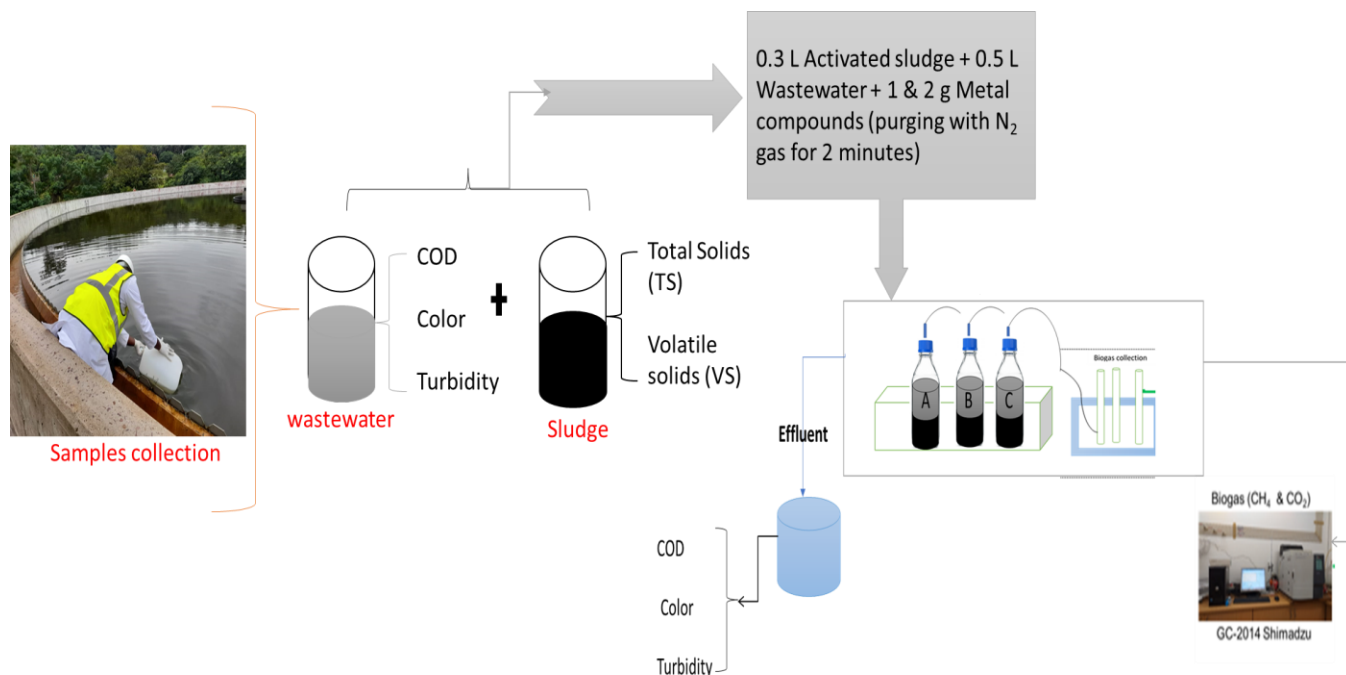 0.3 L Activated sludge + 0.5 L
Wastewater + 1 & 2 g Metal
compounds (purging with N₂
gas for 2 minutes)
COD
Color
Turbidity
wastewater
+
Total Solids
(TS)
Volatile
solids (VS)
Sludge
Samples collection
A
B
C
Biogas collection
Effluent
COD
Color
Turbidity
Biogas (CH₄ & CO₂)
GC-2014 Shimadzu